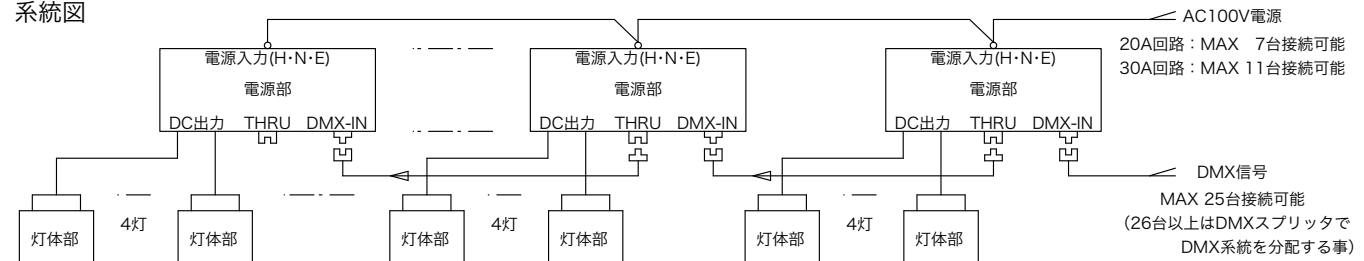 系統図
AC100V電源
20A回路：MAX　7台接続可能
30A回路：MAX 11台接続可能
電源入力(H･N･E)
電源部
DC出力 THRU DMX-IN
電源入力(H･N･E)
電源部
DC出力 THRU DMX-IN
電源入力(H･N･E)
電源部
DC出力 THRU DMX-IN
DMX信号
MAX 25台接続可能
（26台以上はDMXスプリッタで
DMX系統を分配する事）
灯体部 4灯 灯体部
灯体部 4灯 灯体部
灯体部 4灯 灯体部